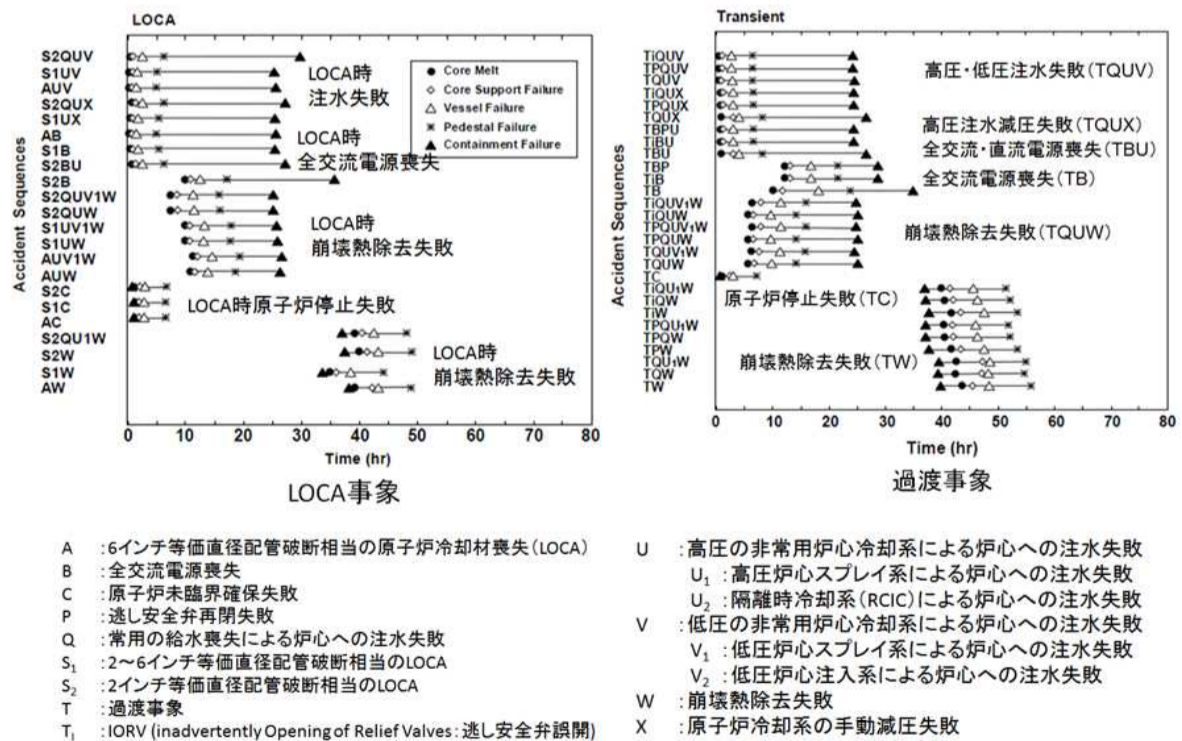 LOCA
S2QUV
S1UV
AUV
S2QUX
S1UX
AB
S1B
S2BU
S2B
S2QUV1W
S2QUW
S1UV1W
S1UW
AUV1W
AUW
S2C
S1C
AC
S2QU1W
S2W
S1W
AW
Accident Sequences
LOCA時
注水失敗
LOCA時
全交流電源喪失
LOCA時
崩壊熱除去失敗
LOCA時原子炉停止失敗
LOCA時
崩壊熱除去失敗
Core Melt
Core Support Failure
Vessel Failure
Pedestal Failure
Containment Failure
0 10 20 30 40 50 60 70 80
Time (hr)
LOCA事象
Transient
TiQUV
TPQUV
TQUV
TiQUX
TPQUX
TQUX
TBPU
TiBU
TBU
TBP
TiB
TB
TiQUV1W
TiQUW
TPQUV1W
TPQUW
TQUV1W
TQUW
TC
TiQU1W
TiQW
TiW
TPQU1W
TPQW
TPW
TQU1W
TQW
TW
Accident Sequences
高圧・低圧注水失敗(TQUV)
高圧注水減圧失敗(TQUX)
全交流・直流電源喪失(TBU)
全交流電源喪失(TB)
崩壊熱除去失敗(TQUW)
原子炉停止失敗(TC)
崩壊熱除去失敗(TW)
0 10 20 30 40 50 60 70 80
Time (hr)
過渡事象
A :6インチ等価直径配管破断相当の原子炉冷却材喪失(LOCA)
B :全交流電源喪失
C :原子炉未臨界確保失敗
P :逃し安全弁再閉失敗
Q :常用の給水喪失による炉心への注水失敗
S₁ :2～6インチ等価直径配管破断相当のLOCA
S₂ :2インチ等価直径配管破断相当のLOCA
T :過渡事象
T_I :IORV (inadvertently Opening of Relief Valves:逃し安全弁誤開)
U :高圧の非常用炉心冷却系による炉心への注水失敗
U₁ :高圧炉心スプレイ系による炉心への注水失敗
U₂ :隔離時冷却系(RCIC)による炉心への注水失敗
V :低圧の非常用炉心冷却系による炉心への注水失敗
V₁ :低圧炉心スプレイ系による炉心への注水失敗
V₂ :低圧炉心注入系による炉心への注水失敗
W :崩壊熱除去失敗
X :原子炉冷却系の手動減圧失敗